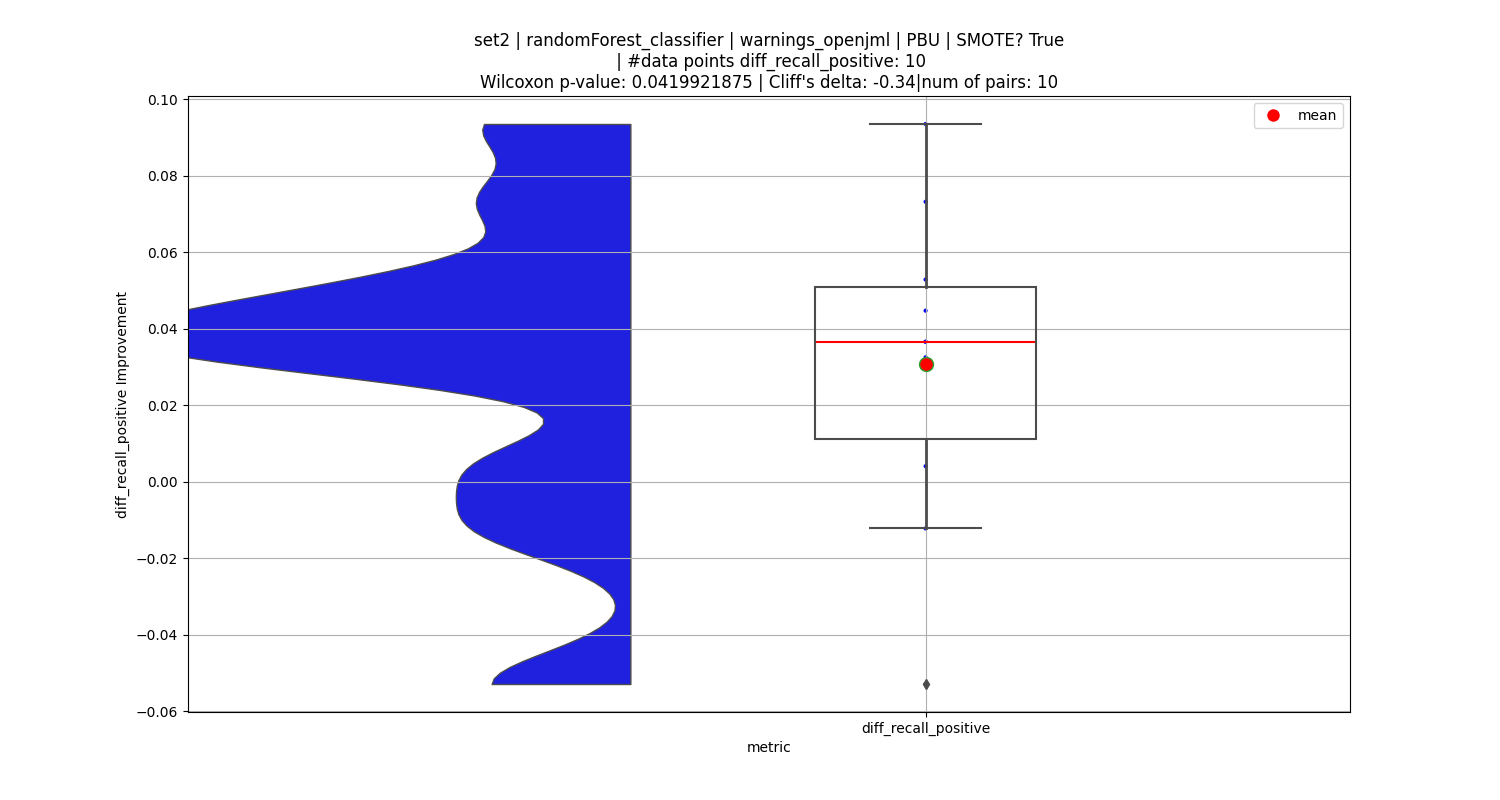 set2 | randomForest_classifier | warnings_openjml | PBU | SMOTE? True
| #data points diff_recall_positive: 10
Wilcoxon p-value: 0.0419921875 | Cliff's delta: -0.34|num of pairs: 10
mean
0.10
0.08
0.06
0.04
0.02
0.00
−0.02
−0.04
−0.06
diff_recall_positive Improvement
diff_recall_positive
metric